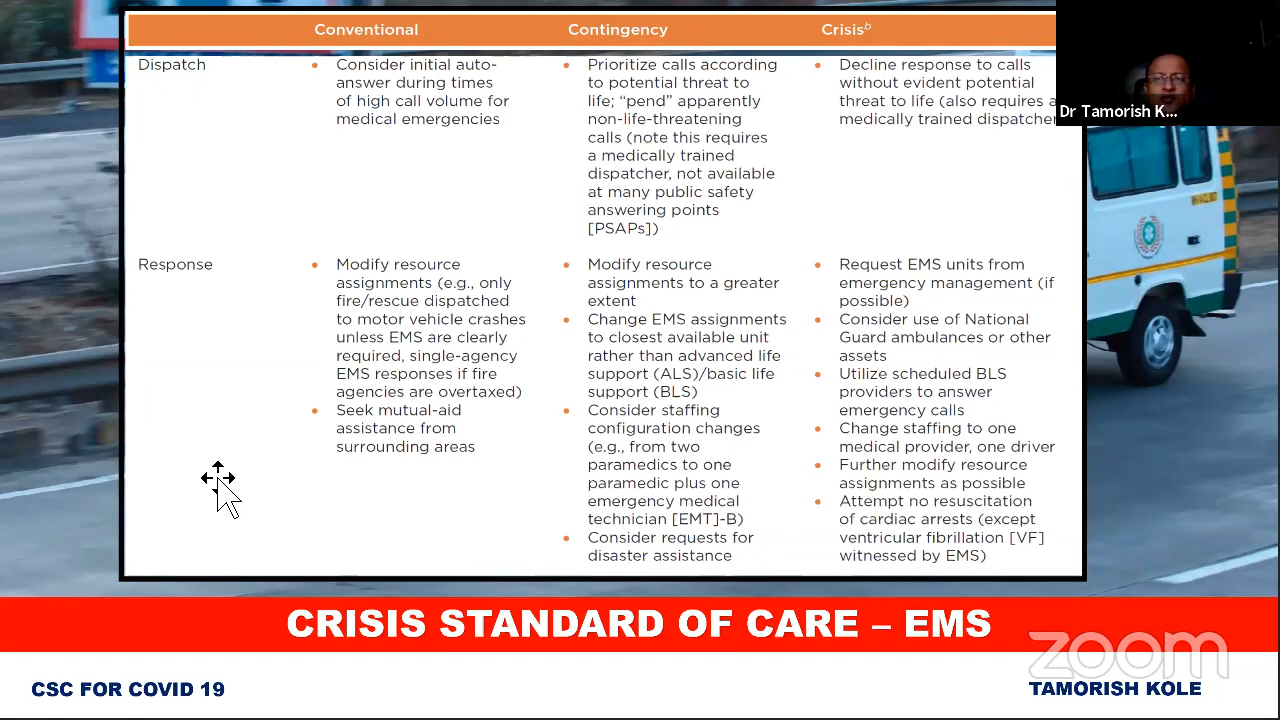 Conventional Contingency Crisisᵇ
Dispatch
• Consider initial auto-
answer during times
of high call volume for
medical emergencies
• Prioritize calls according
to potential threat to
life; “pend” apparently
non-life-threatening
calls (note this requires
a medically trained
dispatcher, not available
at many public safety
answering points
[PSAPs])
• Decline response to calls
without evident potential
threat to life (also requires a
medically trained dispatcher
Response
• Modify resource
assignments (e.g., only
fire/rescue dispatched
to motor vehicle crashes
unless EMS are clearly
required, single-agency
EMS responses if fire
agencies are overtaxed)
• Seek mutual-aid
assistance from
surrounding areas
• Modify resource
assignments to a greater
extent
• Change EMS assignments
to closest available unit
rather than advanced life
support (ALS)/basic life
support (BLS)
• Consider staffing
configuration changes
(e.g., from two
paramedics to one
paramedic plus one
emergency medical
technician [EMT]-B)
• Consider requests for
disaster assistance
• Request EMS units from
emergency management (if
possible)
• Consider use of National
Guard ambulances or other
assets
• Utilize scheduled BLS
providers to answer
emergency calls
• Change staffing to one
medical provider, one driver
• Further modify resource
assignments as possible
• Attempt no resuscitation
of cardiac arrests (except
ventricular fibrillation [VF]
witnessed by EMS)
Dr Tamorish K...
CRISIS STANDARD OF CARE – EMS
zoom
CSC FOR COVID 19
TAMORISH KOLE